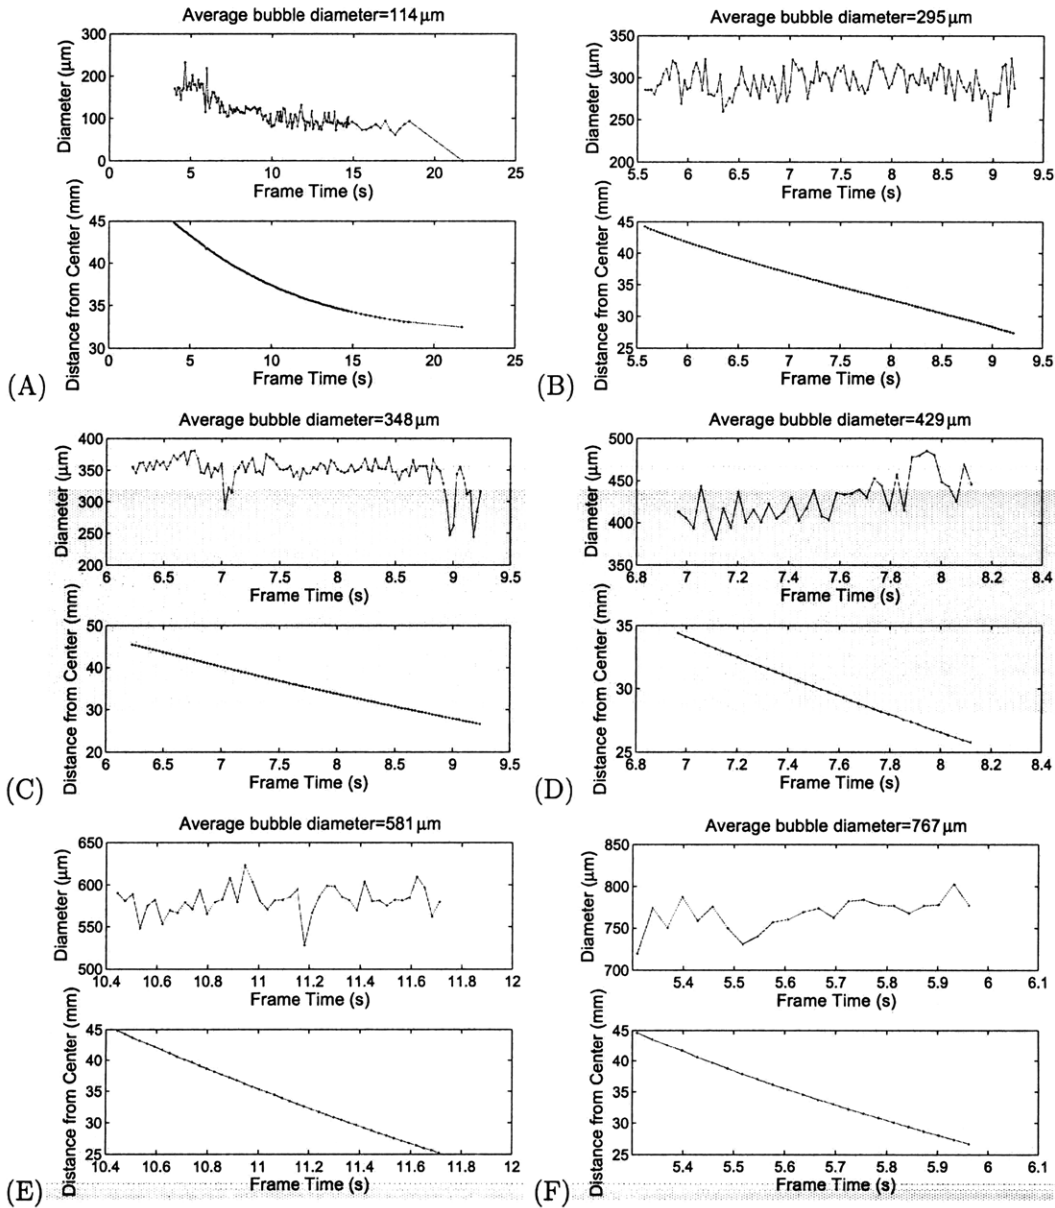 Average bubble diameter=114μm
Diameter (μm)
300
200
100
0
0 5 10 15 20 25
Frame Time (s)
Distance from Center (mm)
45
40
35
30
0 5 10 15 20 25
Frame Time (s)
(A)
Average bubble diameter=295μm
Diameter (μm)
350
300
250
200
5.5 6 6.5 7 7.5 8 8.5 9 9.5
Frame Time (s)
Distance from Center (mm)
45
40
35
30
25
5.5 6 6.5 7 7.5 8 8.5 9 9.5
Frame Time (s)
(B)
Average bubble diameter=348μm
Diameter (μm)
400
350
300
250
200
6 6.5 7 7.5 8 8.5 9 9.5
Frame Time (s)
Distance from Center (mm)
50
40
30
20
6 6.5 7 7.5 8 8.5 9 9.5
Frame Time (s)
(C)
Average bubble diameter=429μm
Diameter (μm)
500
450
400
350
6.8 7 7.2 7.4 7.6 7.8 8 8.2 8.4
Frame Time (s)
Distance from Center (mm)
35
30
25
6.8 7 7.2 7.4 7.6 7.8 8 8.2 8.4
Frame Time (s)
(D)
Average bubble diameter=581μm
Diameter (μm)
650
600
550
500
10.4 10.6 10.8 11 11.2 11.4 11.6 11.8 12
Frame Time (s)
Distance from Center (mm)
45
40
35
30
25
10.4 10.6 10.8 11 11.2 11.4 11.6 11.8 12
Frame Time (s)
(E)
Average bubble diameter=767μm
Diameter (μm)
850
800
750
700
5.4 5.5 5.6 5.7 5.8 5.9 6 6.1
Frame Time (s)
Distance from Center (mm)
45
40
35
30
25
5.4 5.5 5.6 5.7 5.8 5.9 6 6.1
Frame Time (s)
(F)